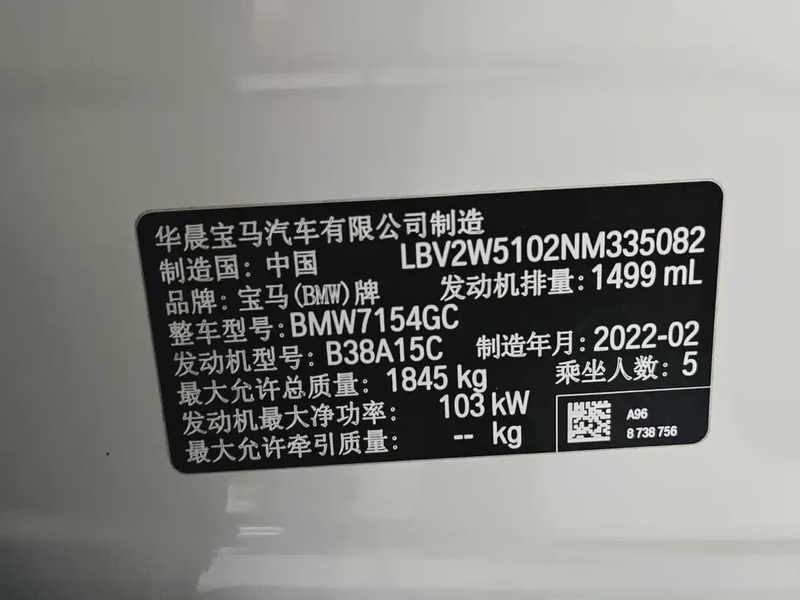 华晨宝马汽车有限公司制造
制造国: 中国 LBV2W5102NM335082
品牌: 宝马(BMW)牌 发动机排量: 1499 mL
整车型号: BMW7154GC
发动机型号: B38A15C 制造年月: 2022-02
最大允许总质量: 1845 kg 乘坐人数: 5
发动机最大净功率: 103 kW
最大允许牵引质量: -- kg
A96
8 738 756